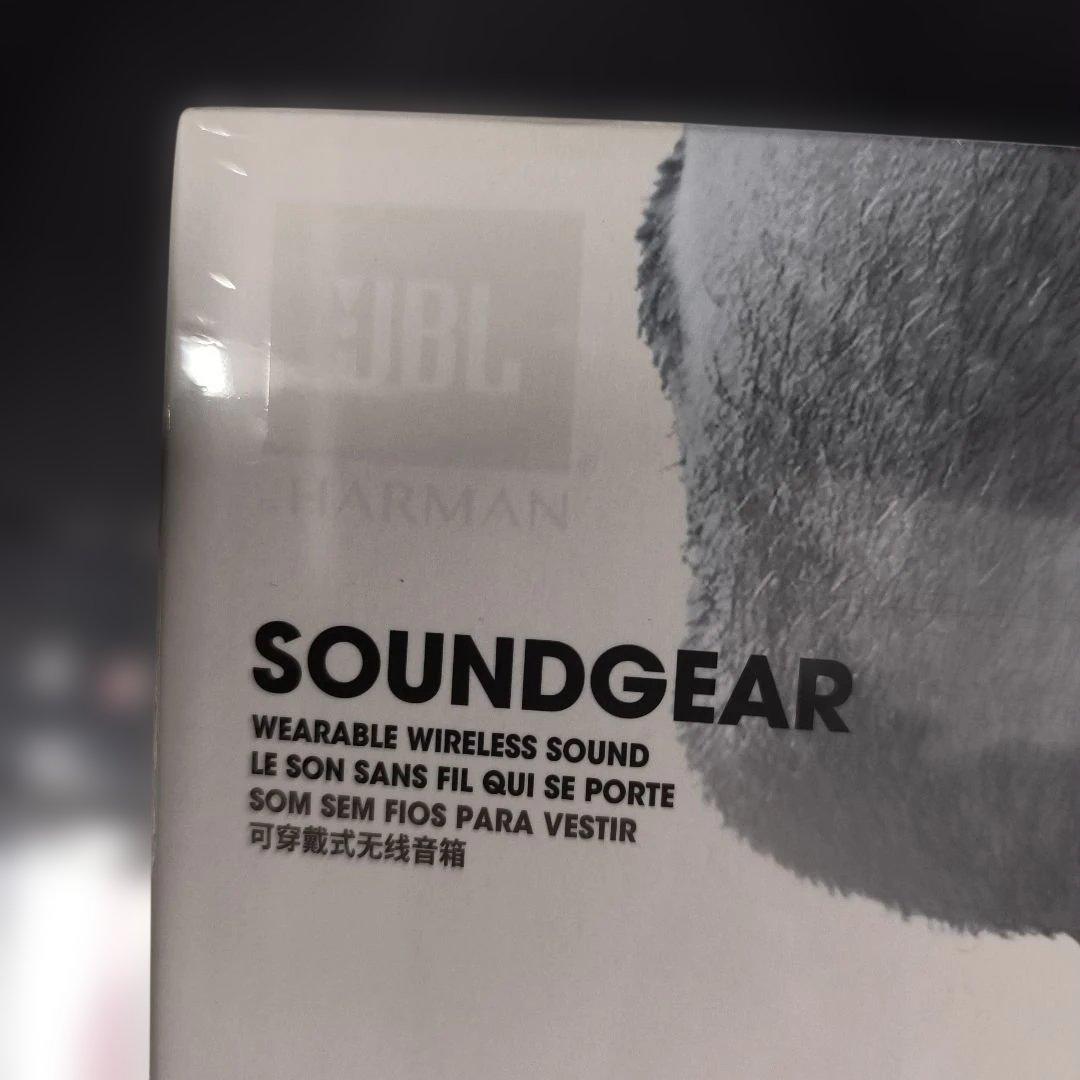 JBL
HARMAN
SOUNDGEAR
WEARABLE WIRELESS SOUND
LE SON SANS FIL QUI SE PORTE
SOM SEM FIOS PARA VESTIR
可穿戴式无线音箱